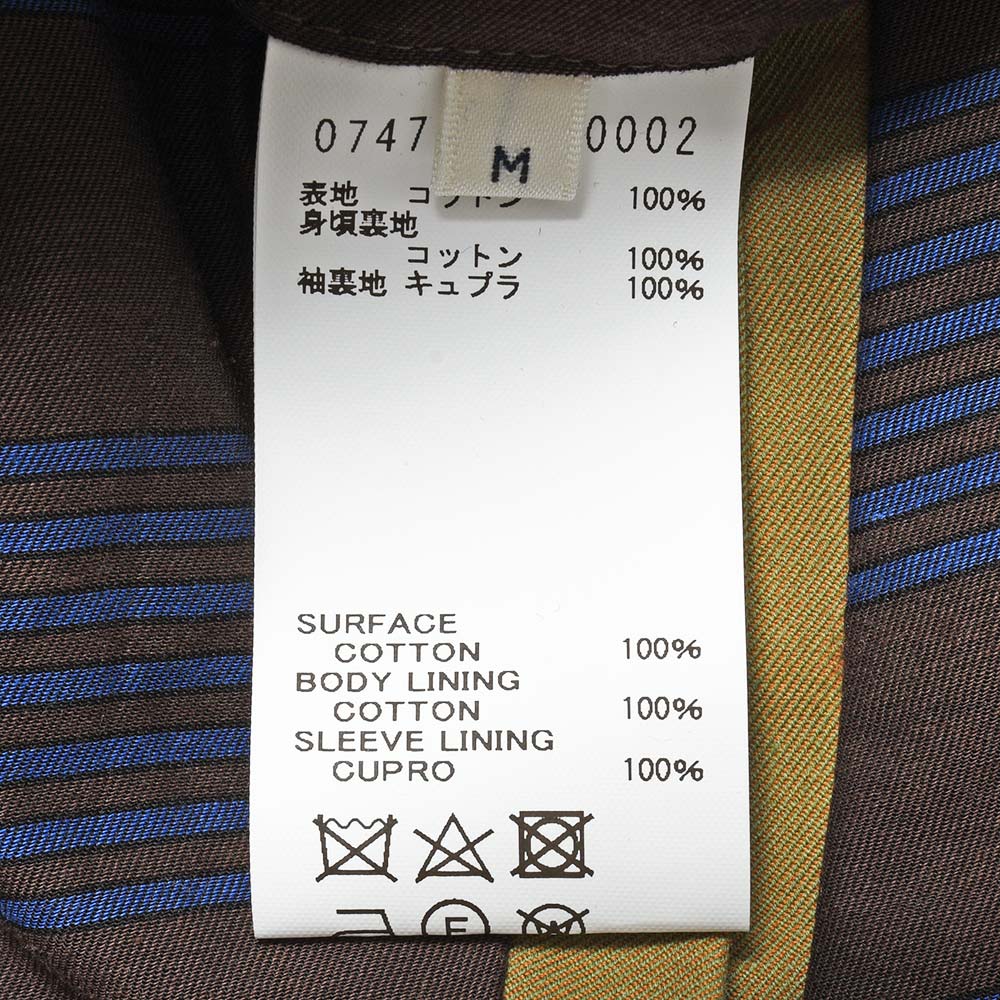 0747 0002
M
表地 コットン 100%
身頃裏地
コットン 100%
袖裏地 キュプラ 100%
SURFACE
COTTON 100%
BODY LINING
COTTON 100%
SLEEVE LINING
CUPRO 100%